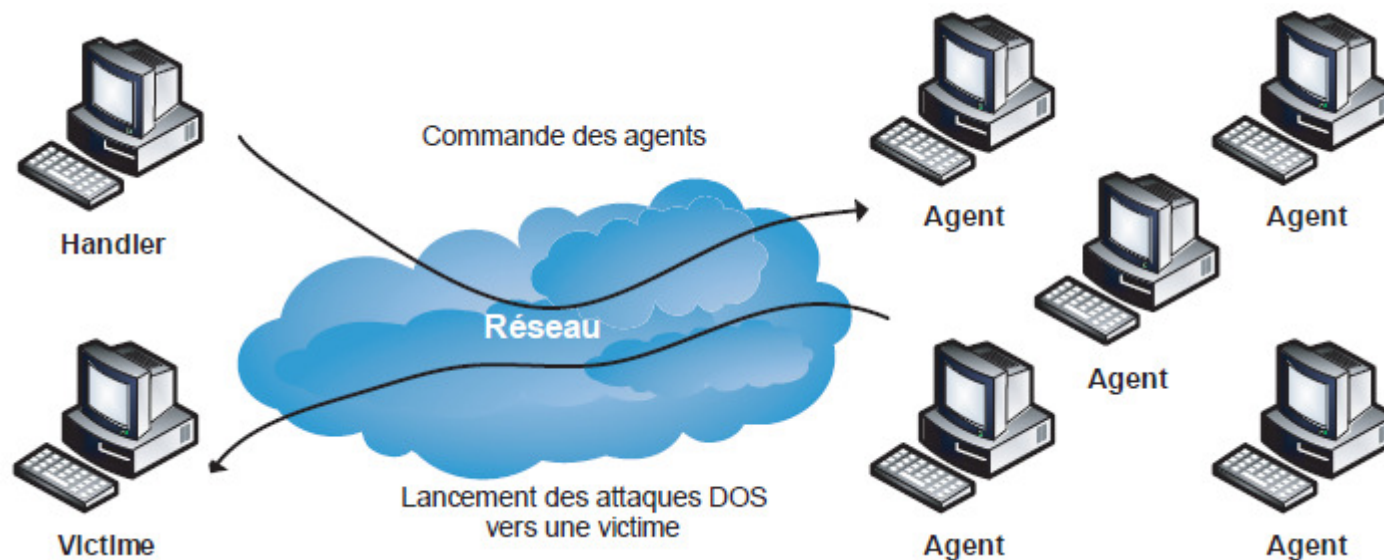 Commande des agents
Handler
Agent
Agent
Réseau
Agent
Lancement des attaques DOS
vers une victime
Victime
Agent
Agent